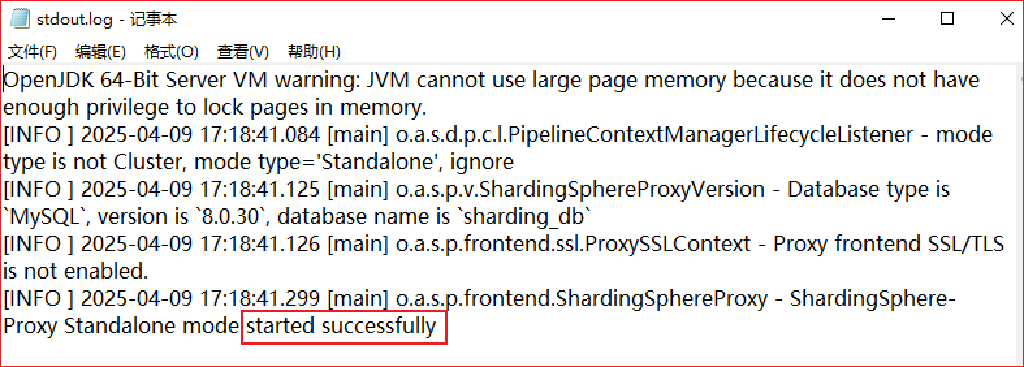 stdout.log - 记事本
文件(F) 编辑(E) 格式(O) 查看(V) 帮助(H)
OpenJDK 64-Bit Server VM warning: JVM cannot use large page memory because it does not have
enough privilege to lock pages in memory.
[INFO ] 2025-04-09 17:18:41.084 [main] o.a.s.d.p.c.l.PipelineContextManagerLifecycleListener - mode
type is not Cluster, mode type='Standalone', ignore
[INFO ] 2025-04-09 17:18:41.125 [main] o.a.s.p.v.ShardingSphereProxyVersion - Database type is
`MySQL`, version is `8.0.30`, database name is `sharding_db`
[INFO ] 2025-04-09 17:18:41.126 [main] o.a.s.p.frontend.ssl.ProxySSLContext - Proxy frontend SSL/TLS
is not enabled.
[INFO ] 2025-04-09 17:18:41.299 [main] o.a.s.p.frontend.ShardingSphereProxy - ShardingSphere-
Proxy Standalone mode started successfully